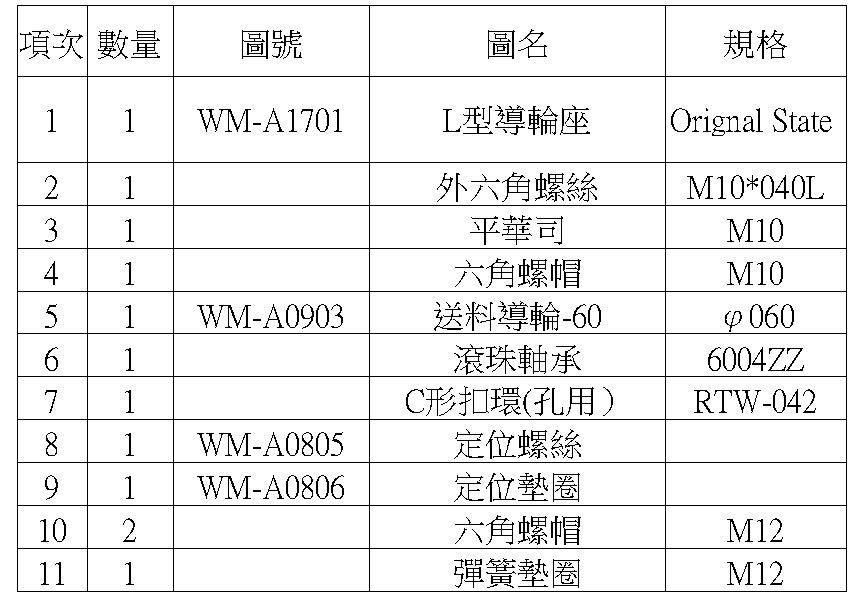 項次 數量 圖號 圖名 規格
1 1 WM-A1701 L型導輪座 Orignal State
2 1 外六角螺絲 M10*040L
3 1 平華司 M10
4 1 六角螺帽 M10
5 1 WM-A0903 送料導輪-60 φ060
6 1 滾珠軸承 6004ZZ
7 1 C形扣環(孔用） RTW-042
8 1 WM-A0805 定位螺絲
9 1 WM-A0806 定位墊圈
10 2 六角螺帽 M12
11 1 彈簧墊圈 M12